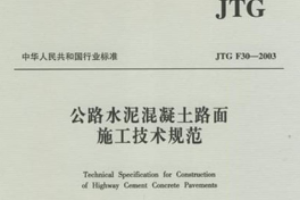 JTG
中华人民共和国行业标准
JTG F30—2003
公路水泥混凝土路面
施工技术规范
Technical Specification for Construction
of Highway Cement Concrete Pavements